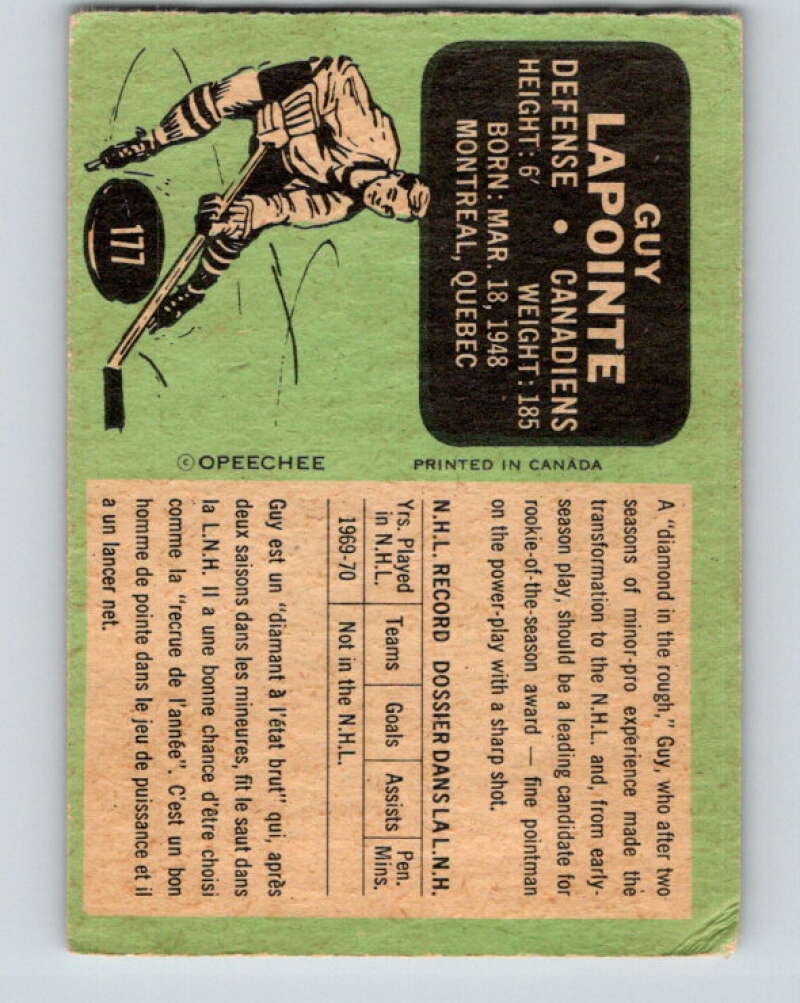 177
GUY
LAPOINTE
DEFENSE • CANADIENS
HEIGHT: 6' WEIGHT: 185
BORN: MAR. 18, 1948
MONTREAL, QUEBEC
© OPEECHEE PRINTED IN CANADA
A "diamond in the rough," Guy, who after two
seasons of minor-pro experience made the
transformation to the N.H.L. and, from early-
season play, should be a leading candidate for
rookie-of-the-season award — fine pointman
on the power-play with a sharp shot.
N.H.L. RECORD DOSSIER DANS LA L.N.H.
Yrs. Played in N.H.L. Teams Goals Assists Pen. Mins.
1969-70 Not in the N.H.L.
Guy est un "diamant à l'état brut" qui, après
deux saisons dans les mineures, fit le saut dans
la L.N.H. Il a une bonne chance d'être choisi
comme la "recrue de l'année". C'est un bon
homme de pointe dans le jeu de puissance et il
a un lancer net.